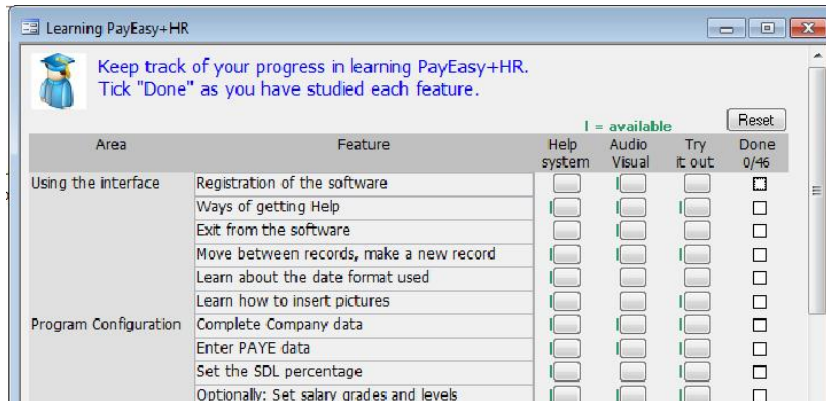 Learning PayEasy+HR
Keep track of your progress in learning PayEasy+HR.
Tick "Done" as you have studied each feature.
I = available Reset
Area Feature Help system Audio Visual Try it out Done 0/46
Using the interface Registration of the software
Ways of getting Help
Exit from the software
Move between records, make a new record
Learn about the date format used
Learn how to insert pictures
Program Configuration Complete Company data
Enter PAYE data
Set the SDL percentage
Optionally: Set salary grades and levels